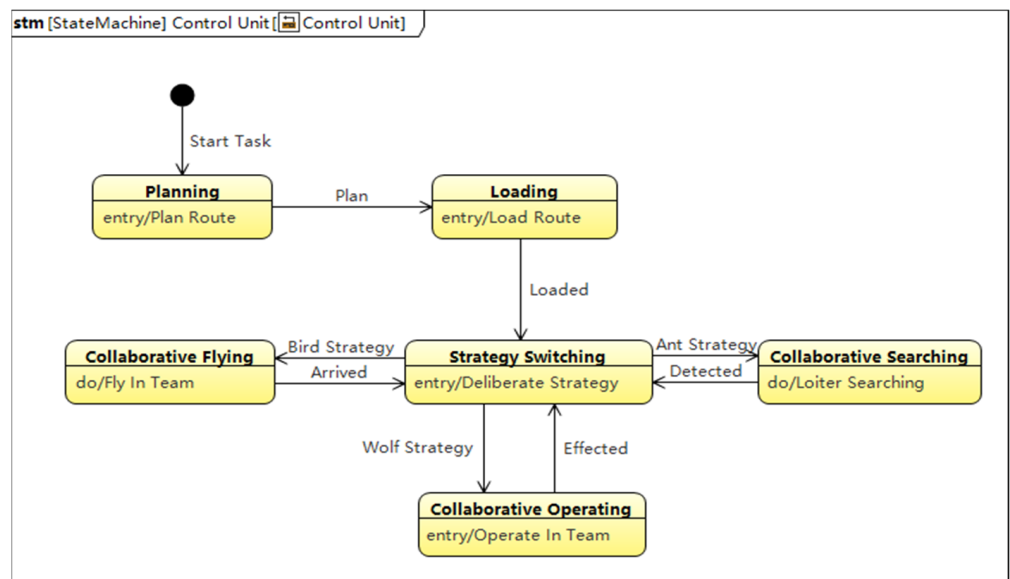 stm [StateMachine] Control Unit[ Control Unit]
Start Task
Planning
entry/Plan Route
Plan
Loading
entry/Load Route
Loaded
Collaborative Flying
do/Fly In Team
Bird Strategy
Arrived
Strategy Switching
entry/Deliberate Strategy
Ant Strategy
Detected
Collaborative Searching
do/Loiter Searching
Wolf Strategy
Effected
Collaborative Operating
entry/Operate In Team